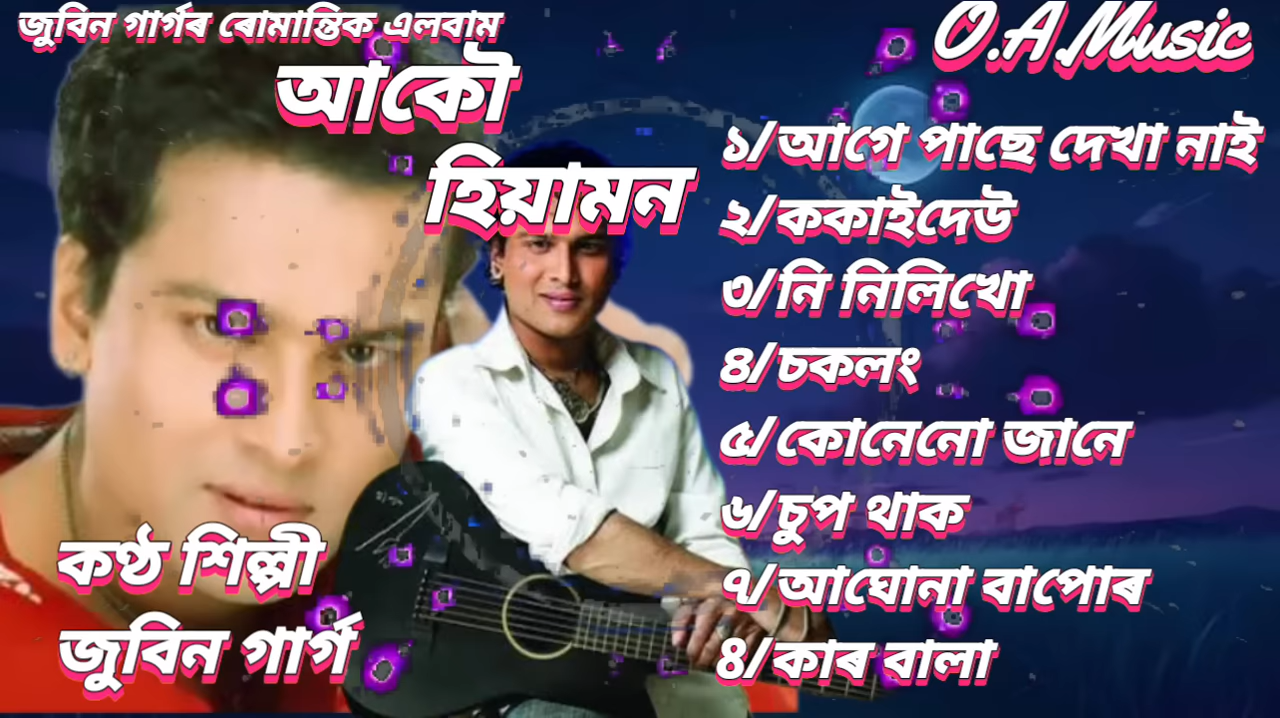 জুবিন গাৰ্গৰ ৰোমান্তিক এলবাম
O.A.Music
আকৌ
হিয়ামন
১/আগে পাছে দেখা নাই
২/ককাইদেউ
৩/নি নিলিখো
৪/চকলং
৫/কোনেনো জানে
৬/চুপ থাক
৭/আঘোনা বাপোৰ
৪/কাৰ বালা
কণ্ঠ শিল্পী
জুবিন গাৰ্গ